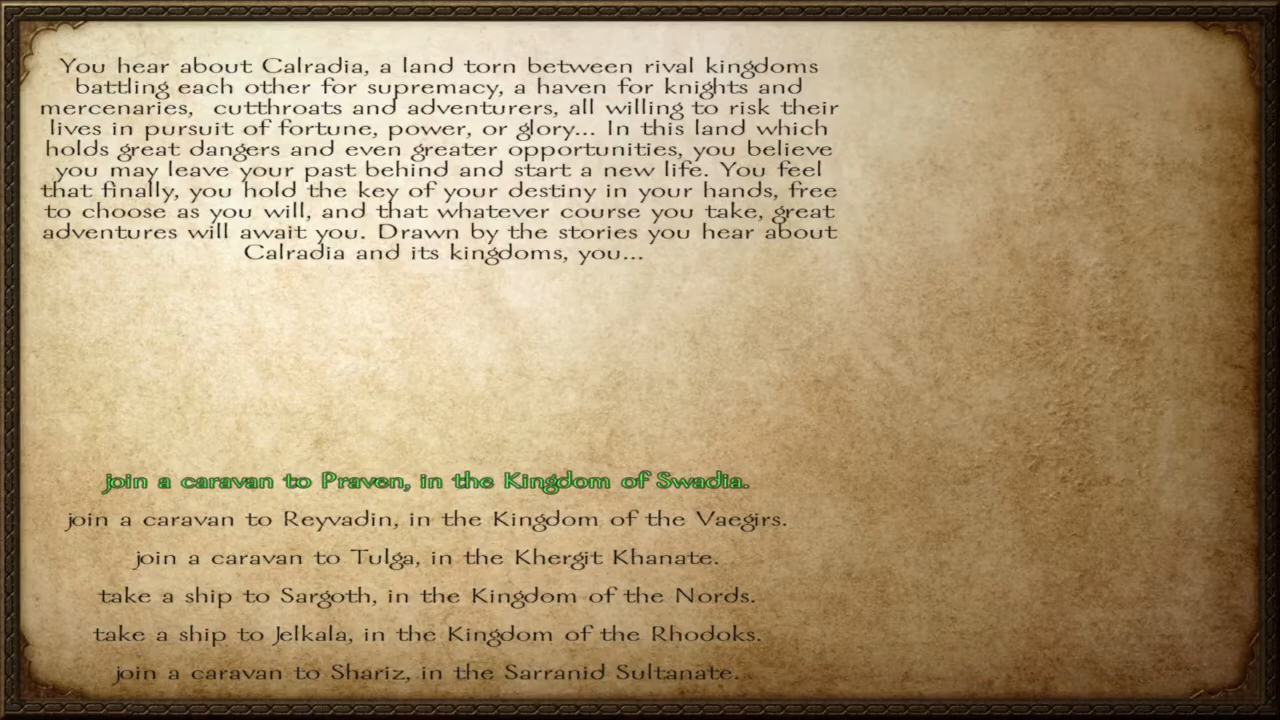 You hear about Calradia, a land torn between rival kingdoms
battling each other for supremacy, a haven for knights and
mercenaries,  cutthroats and adventurers, all willing to risk their
lives in pursuit of fortune, power, or glory... In this land which
holds great dangers and even greater opportunities, you believe
you may leave your past behind and start a new life. You feel
that finally, you hold the key of your destiny in your hands, free
to choose as you will, and that whatever course you take, great
adventures will await you. Drawn by the stories you hear about
Calradia and its kingdoms, you...
join a caravan to Praven, in the Kingdom of Swadia.
join a caravan to Reyvadin, in the Kingdom of the Vaegirs.
join a caravan to Tulga, in the Khergit Khanate.
take a ship to Sargoth, in the Kingdom of the Nords.
take a ship to Jelkala, in the Kingdom of the Rhodoks.
join a caravan to Shariz, in the Sarranid Sultanate.